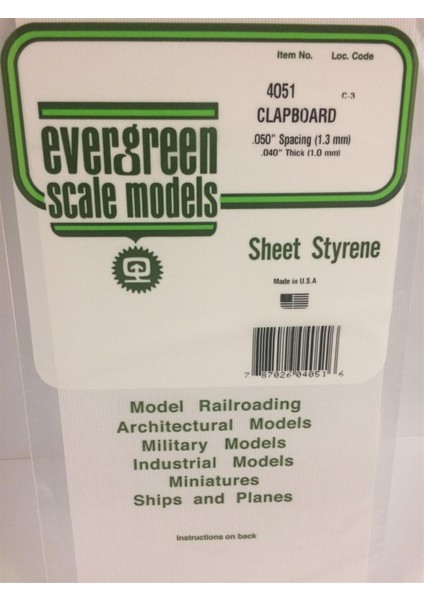 Item No. Loc. Code
4051 C-3
CLAPBOARD
.050" Spacing (1.3 mm)
.040" Thick (1.0 mm)
evergreen
scale models
Sheet Styrene
Made in U.S.A
7 87026 04051 6
Model Railroading
Architectural Models
Military Models
Industrial Models
Miniatures
Ships and Planes
Instructions on back